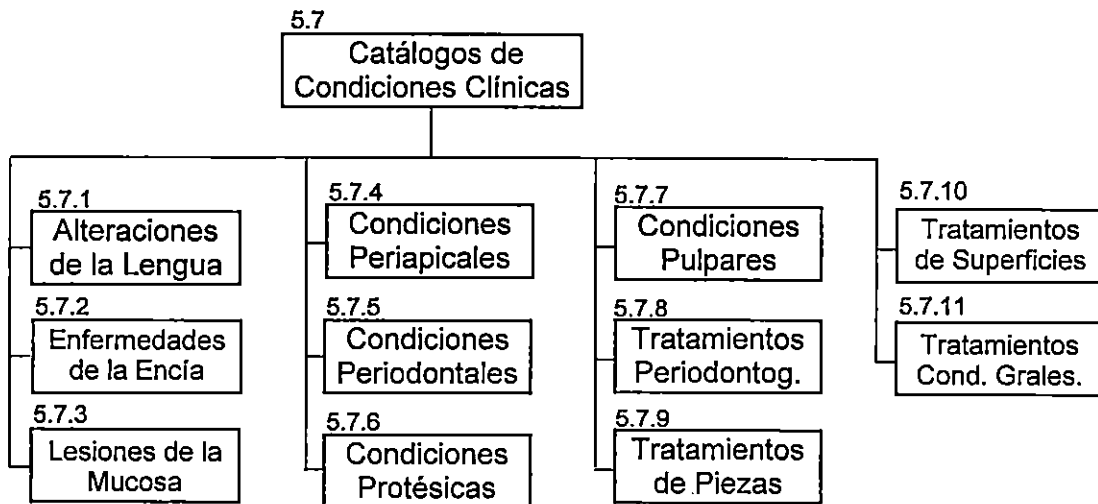 5.7
Catálogos de
Condiciones Clínicas
5.7.1
Alteraciones
de la Lengua
5.7.2
Enfermedades
de la Encía
5.7.3
Lesiones de la
Mucosa
5.7.4
Condiciones
Periapicales
5.7.5
Condiciones
Periodontales
5.7.6
Condiciones
Protésicas
5.7.7
Condiciones
Pulpares
5.7.8
Tratamientos
Periodontog.
5.7.9
Tratamientos
de Piezas
5.7.10
Tratamientos
de Superficies
5.7.11
Tratamientos
Cond. Grales.